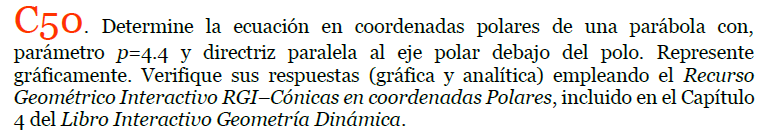 C50. Determine la ecuación en coordenadas polares de una parábola con,
parámetro p=4.4 y directriz paralela al eje polar debajo del polo. Represente
gráficamente. Verifique sus respuestas (gráfica y analítica) empleando el Recurso
Geométrico Interactivo RGI–Cónicas en coordenadas Polares, incluido en el Capítulo
4 del Libro Interactivo Geometría Dinámica.